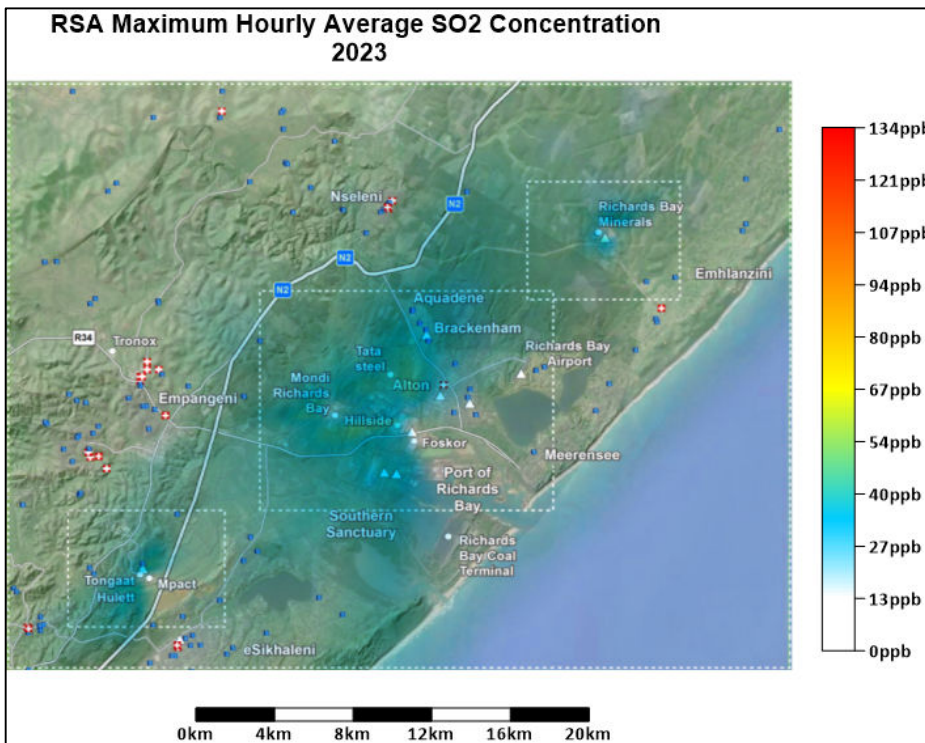 RSA Maximum Hourly Average SO2 Concentration
2023
Nseleni
N2
Richards Bay
Minerals
N2
N2
Emhlanzini
Aquadene
Brackenham
R34
Tronox
Richards Bay
Airport
Tata
steel
Mondi
Richards
Bay
Alton
Empangeni
Hillside
Foskor
Meerensee
Port of
Richards
Bay
Southern
Sanctuary
Richards
Bay Coal
Terminal
Tongaat
Hulett
Mpact
eSikhaleni
134ppb
121ppb
107ppb
94ppb
80ppb
67ppb
54ppb
40ppb
27ppb
13ppb
0ppb
0km 4km 8km 12km 16km 20km